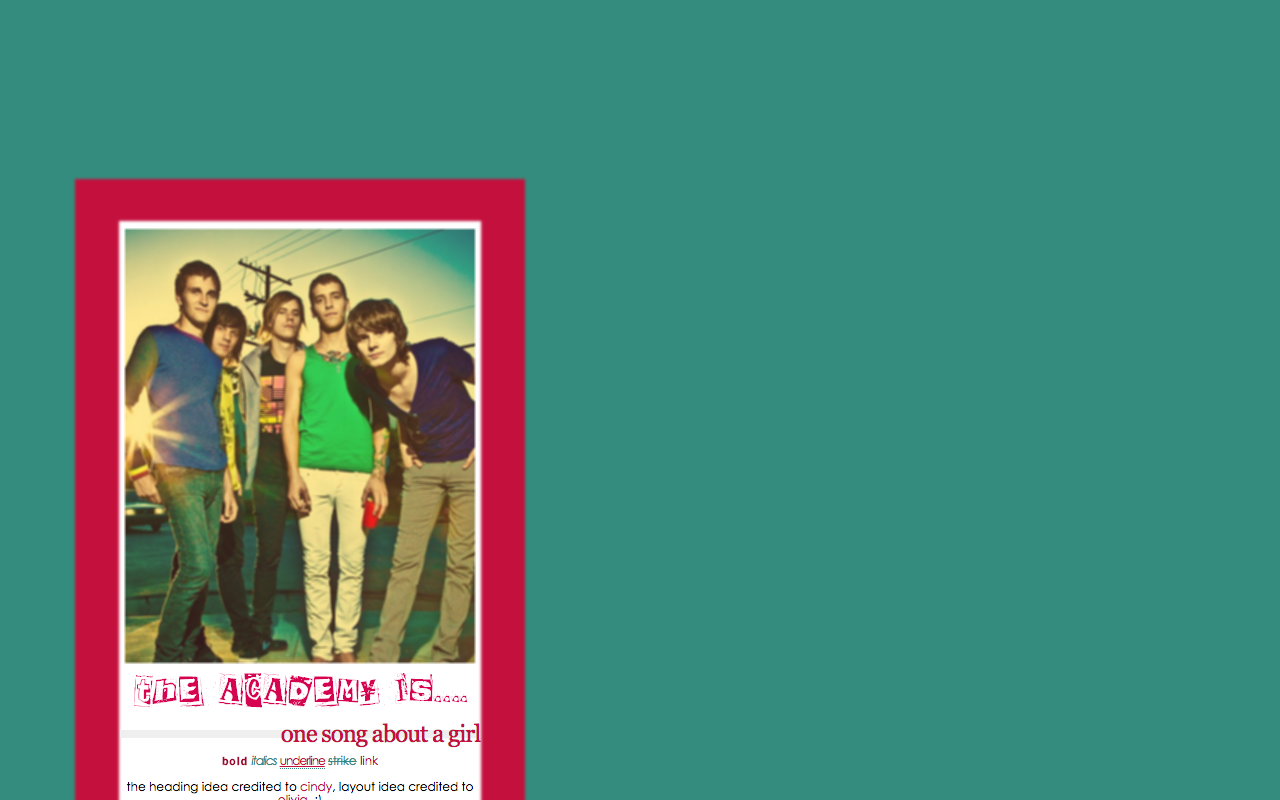 the ACADEMY is....
one song about a girl
bold italics underline strike link
the heading idea credited to cindy, layout idea credited to
olivia. :)